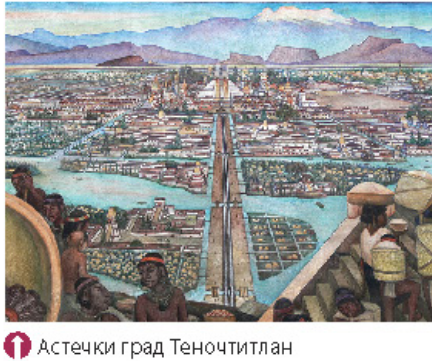 Астечки град Теночтитлан